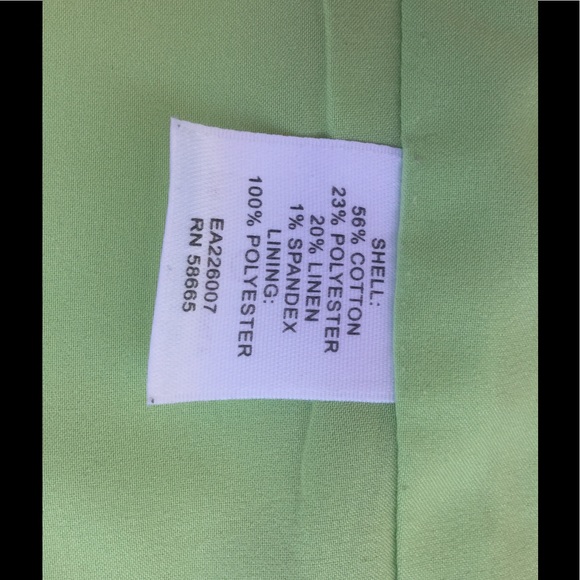 SHELL:
56% COTTON
23% POLYESTER
20% LINEN
1% SPANDEX
LINING:
100% POLYESTER
EA226007
RN 58665